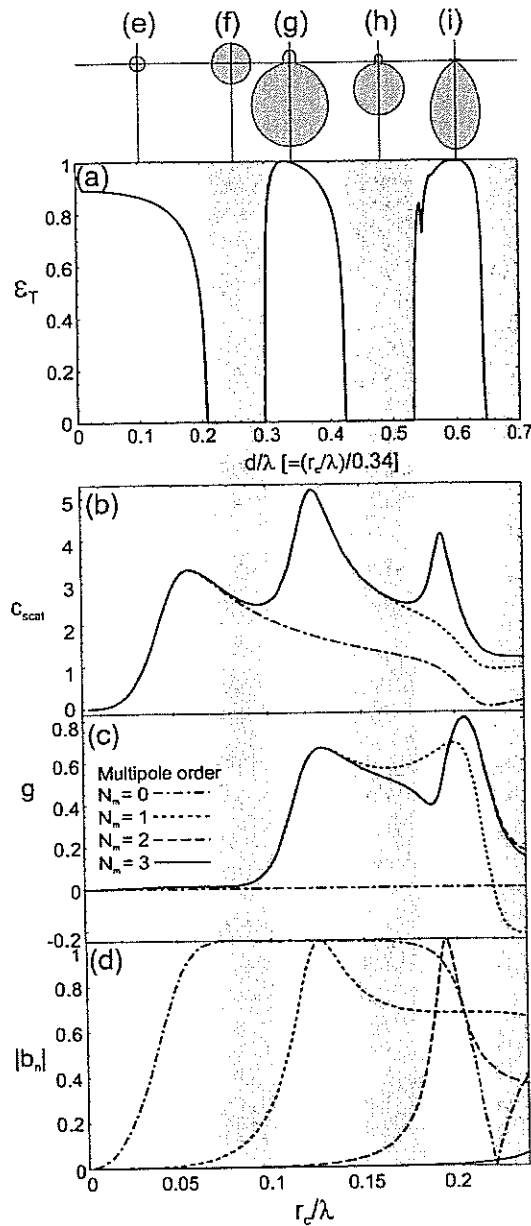 (e) (f) (g) (h) (i)
(a)
1
0.8
0.6
0.4
0.2
0
ε_T
0 0.1 0.2 0.3 0.4 0.5 0.6 0.7
d/λ [=(r_c/λ)/0.34]
(b)
5
4
3
2
1
0
c_scat
(c)
0.8
0.6
0.4
0.2
0
-0.2
g
Multipole order
N_m= 0
N_m= 1
N_m= 2
N_m= 3
(d)
1
0.8
0.6
0.4
0.2
0
|b_n|
0 0.05 0.1 0.15 0.2
r_c/λ